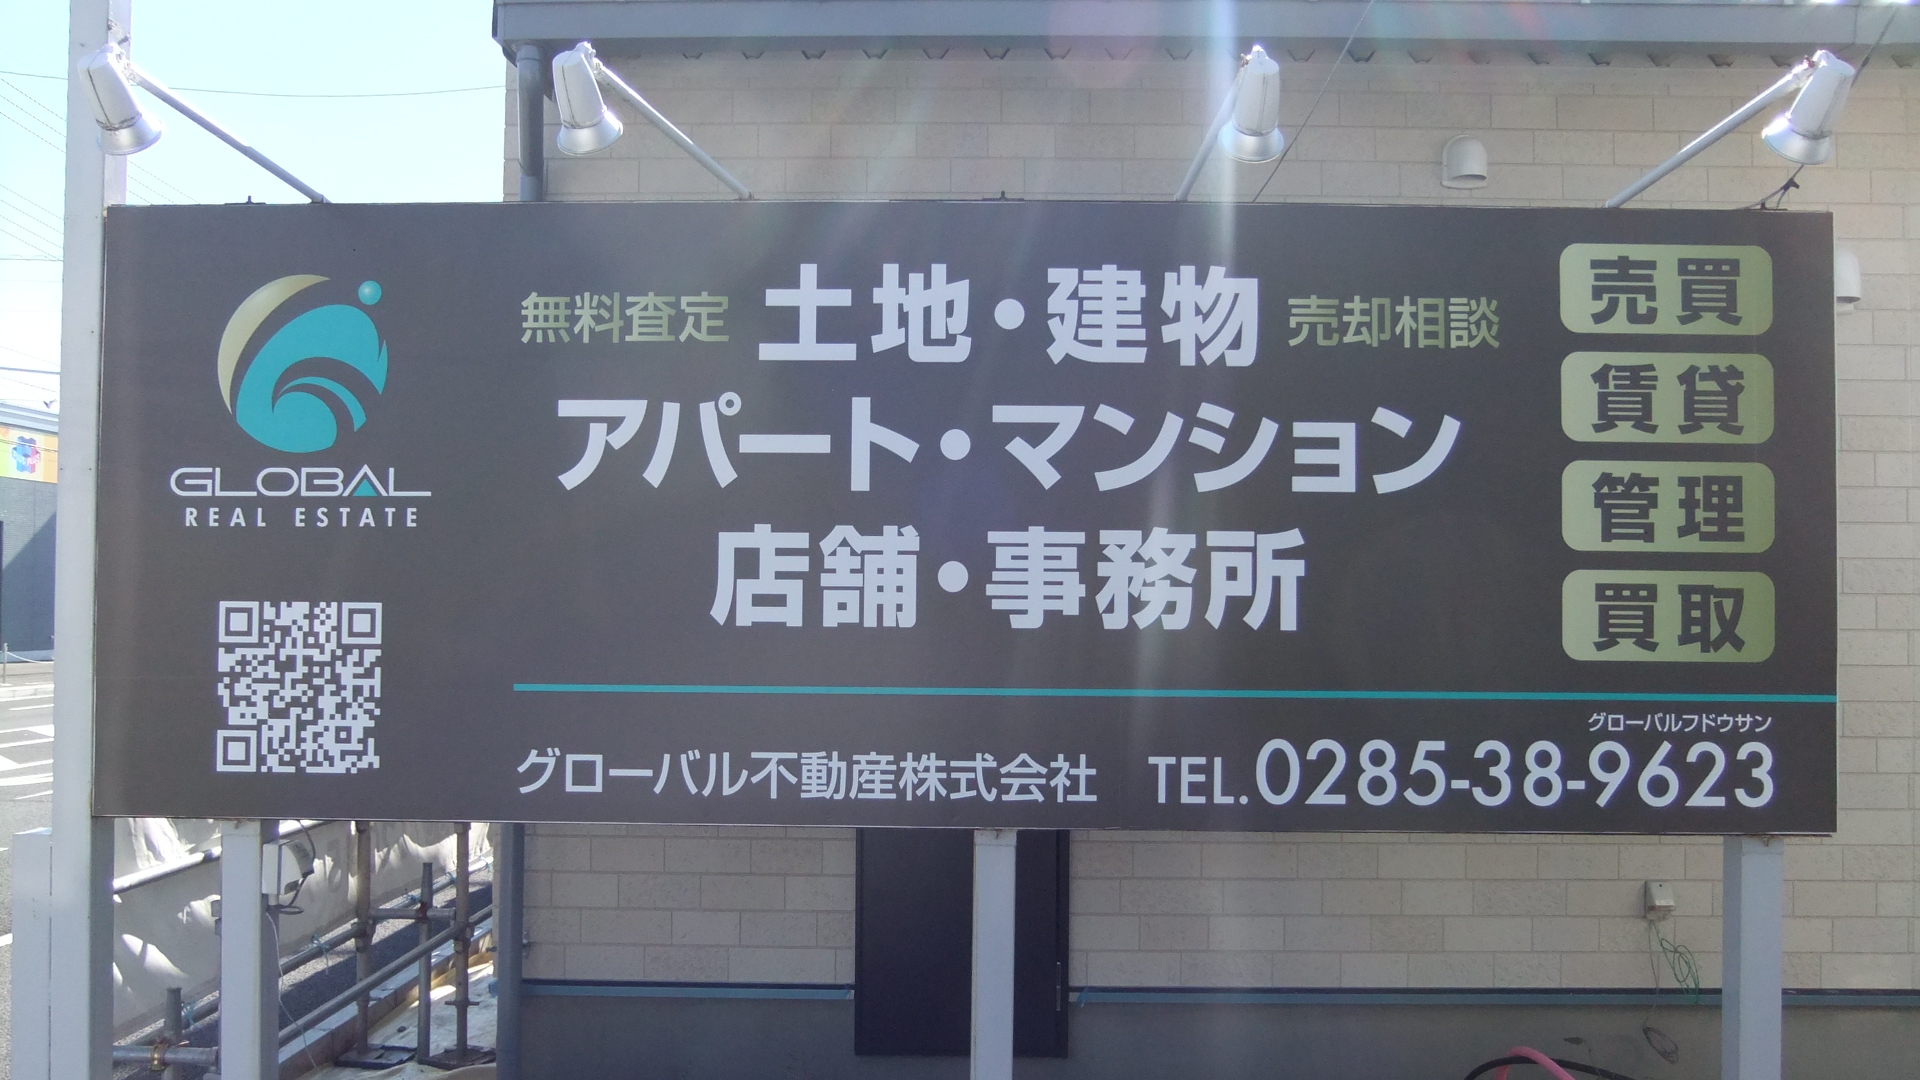 GLOBAL
REAL ESTATE
無料査定 土地・建物 売却相談
アパート・マンション
店舗・事務所
売買
賃貸
管理
買取
グローバルフドウサン
グローバル不動産株式会社 TEL.0285-38-9623